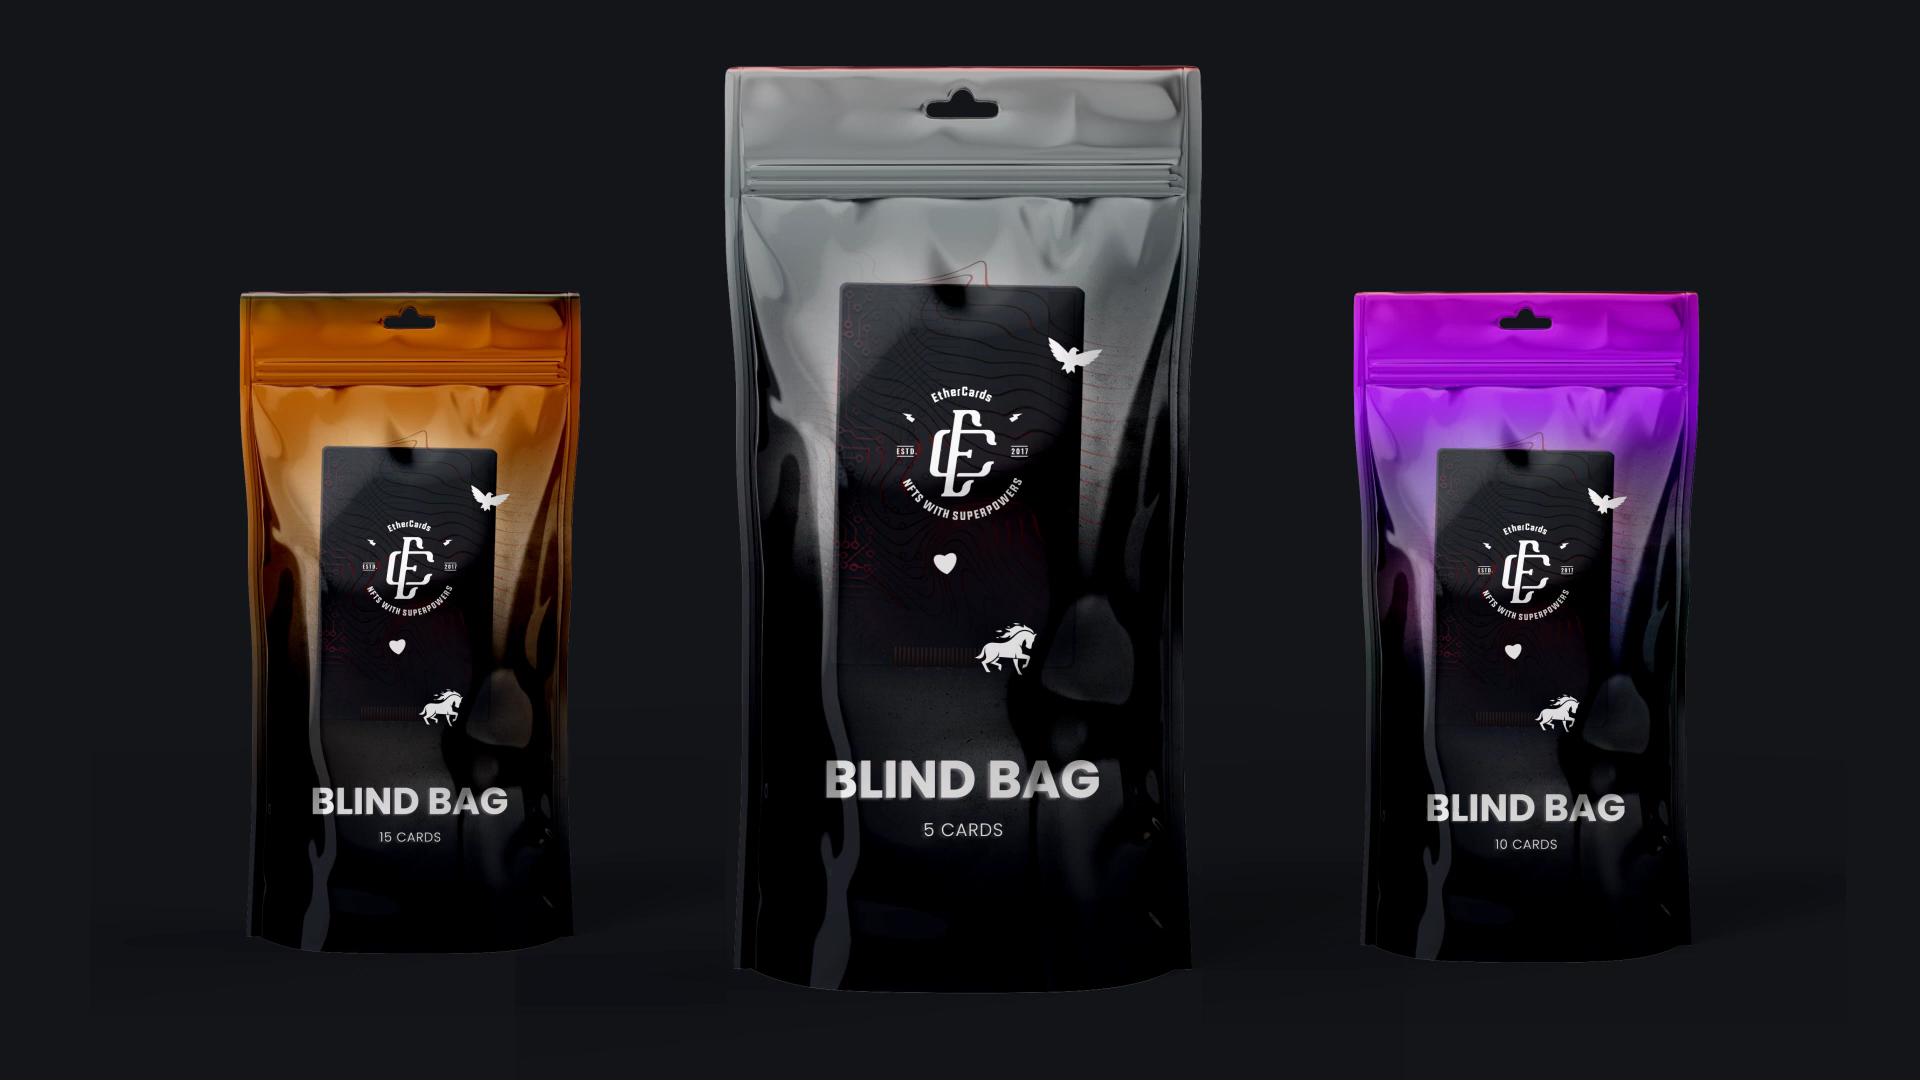 EtherCards
ESTD. 2017
NFTS WITH SUPERPOWERS
BLIND BAG
15 CARDS
EtherCards
ESTD. 2017
NFTS WITH SUPERPOWERS
BLIND BAG
5 CARDS
EtherCards
ESTD. 2017
NFTS WITH SUPERPOWERS
BLIND BAG
10 CARDS